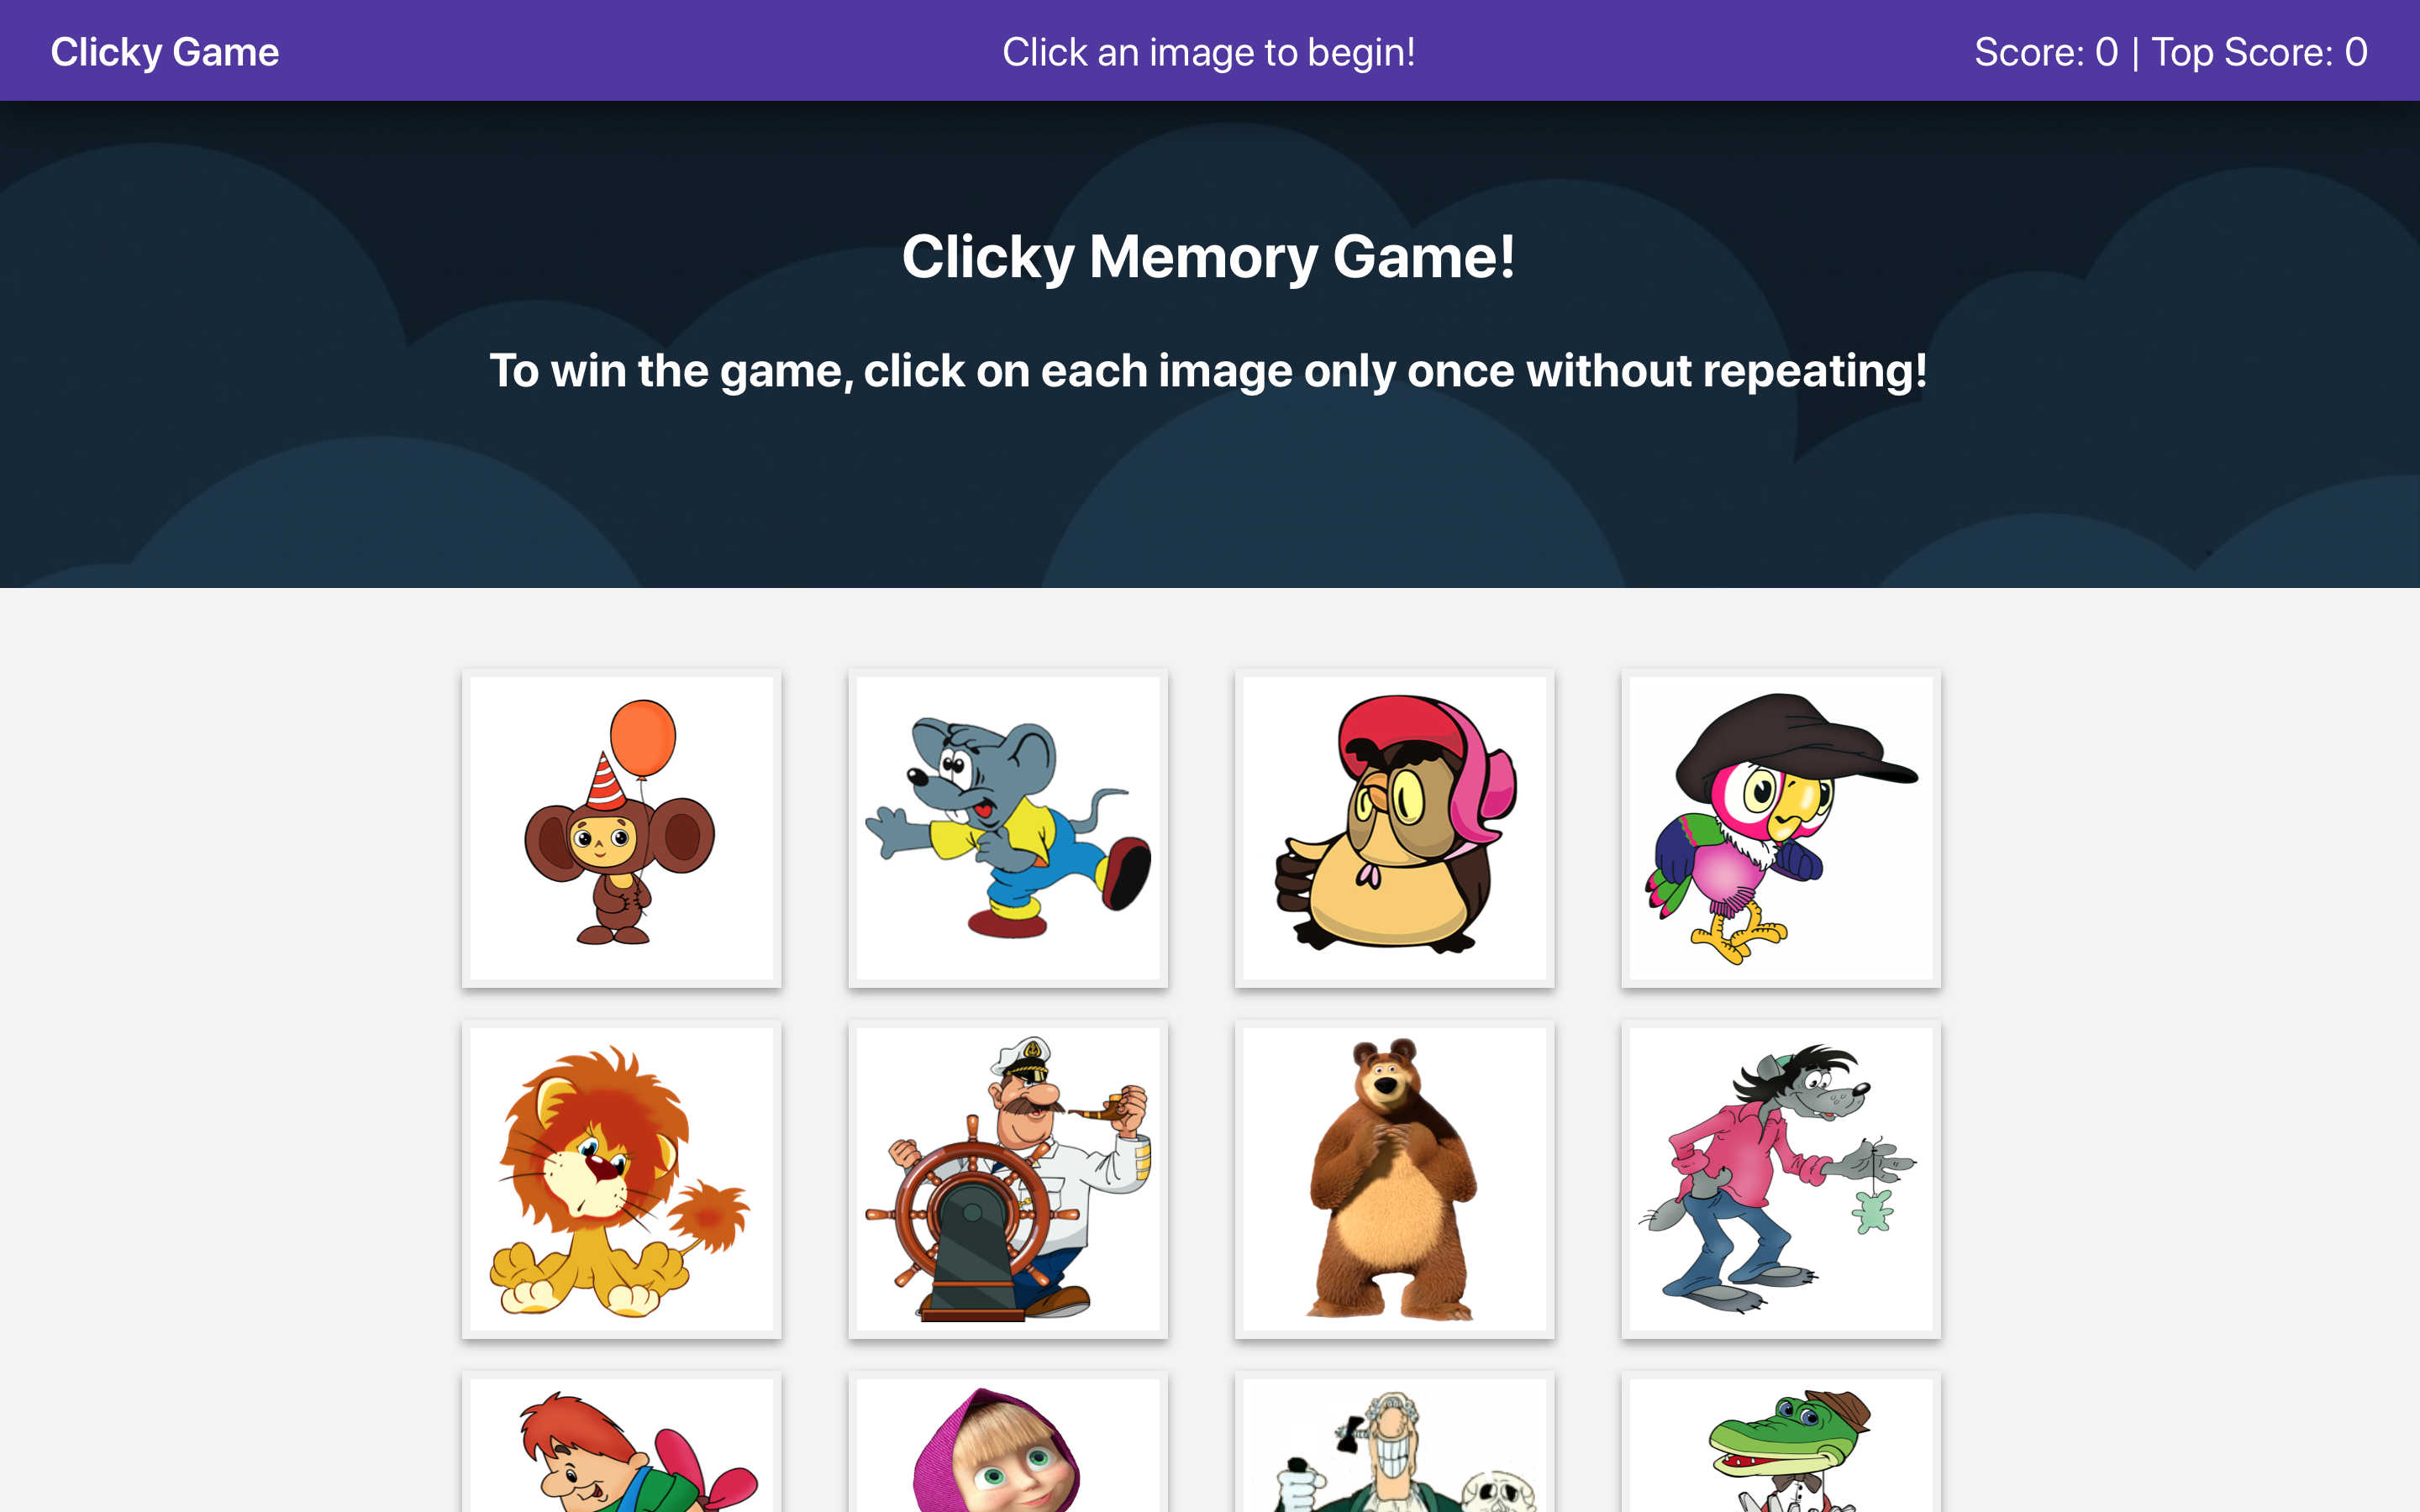 Clicky Game
Click an image to begin!
Score: 0 | Top Score: 0
Clicky Memory Game!
To win the game, click on each image only once without repeating!